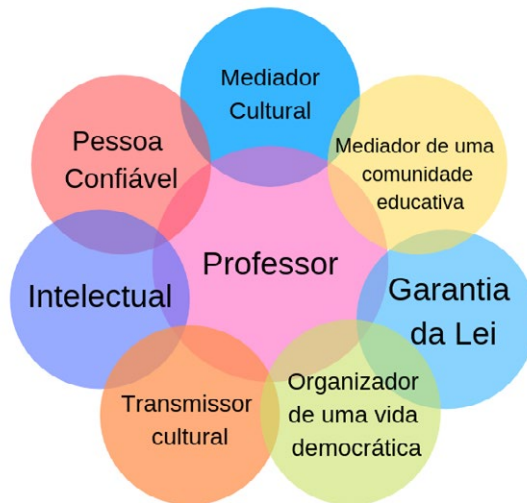 Mediador
Cultural
Mediador de uma
comunidade
educativa
Garantia
da Lei
Organizador
de uma vida
democrática
Transmissor
cultural
Intelectual
Pessoa
Confiável
Professor